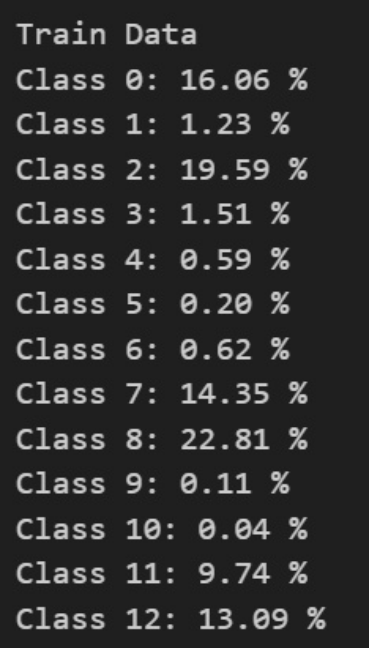 Train Data
Class 0: 16.06 %
Class 1: 1.23 %
Class 2: 19.59 %
Class 3: 1.51 %
Class 4: 0.59 %
Class 5: 0.20 %
Class 6: 0.62 %
Class 7: 14.35 %
Class 8: 22.81 %
Class 9: 0.11 %
Class 10: 0.04 %
Class 11: 9.74 %
Class 12: 13.09 %